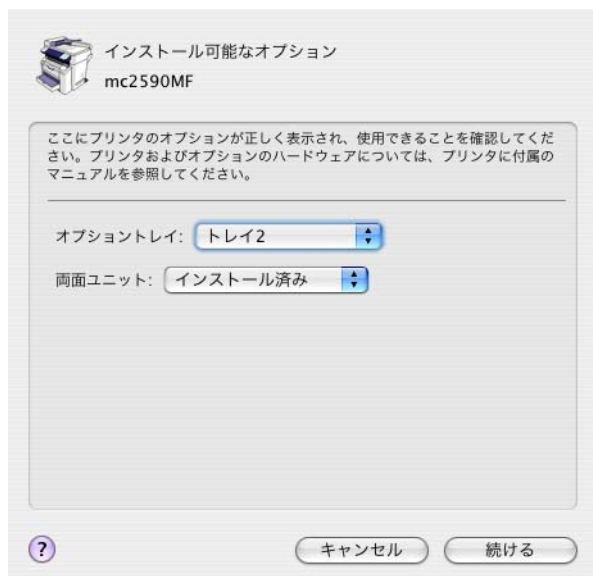 インストール可能なオプション
mc2590MF
ここにプリンタのオプションが正しく表示され、使用できることを確認してくだ
さい。プリンタおよびオプションのハードウェアについては、プリンタに付属の
マニュアルを参照してください。
オプショントレイ: トレイ2
両面ユニット: インストール済み
? キャンセル 続ける